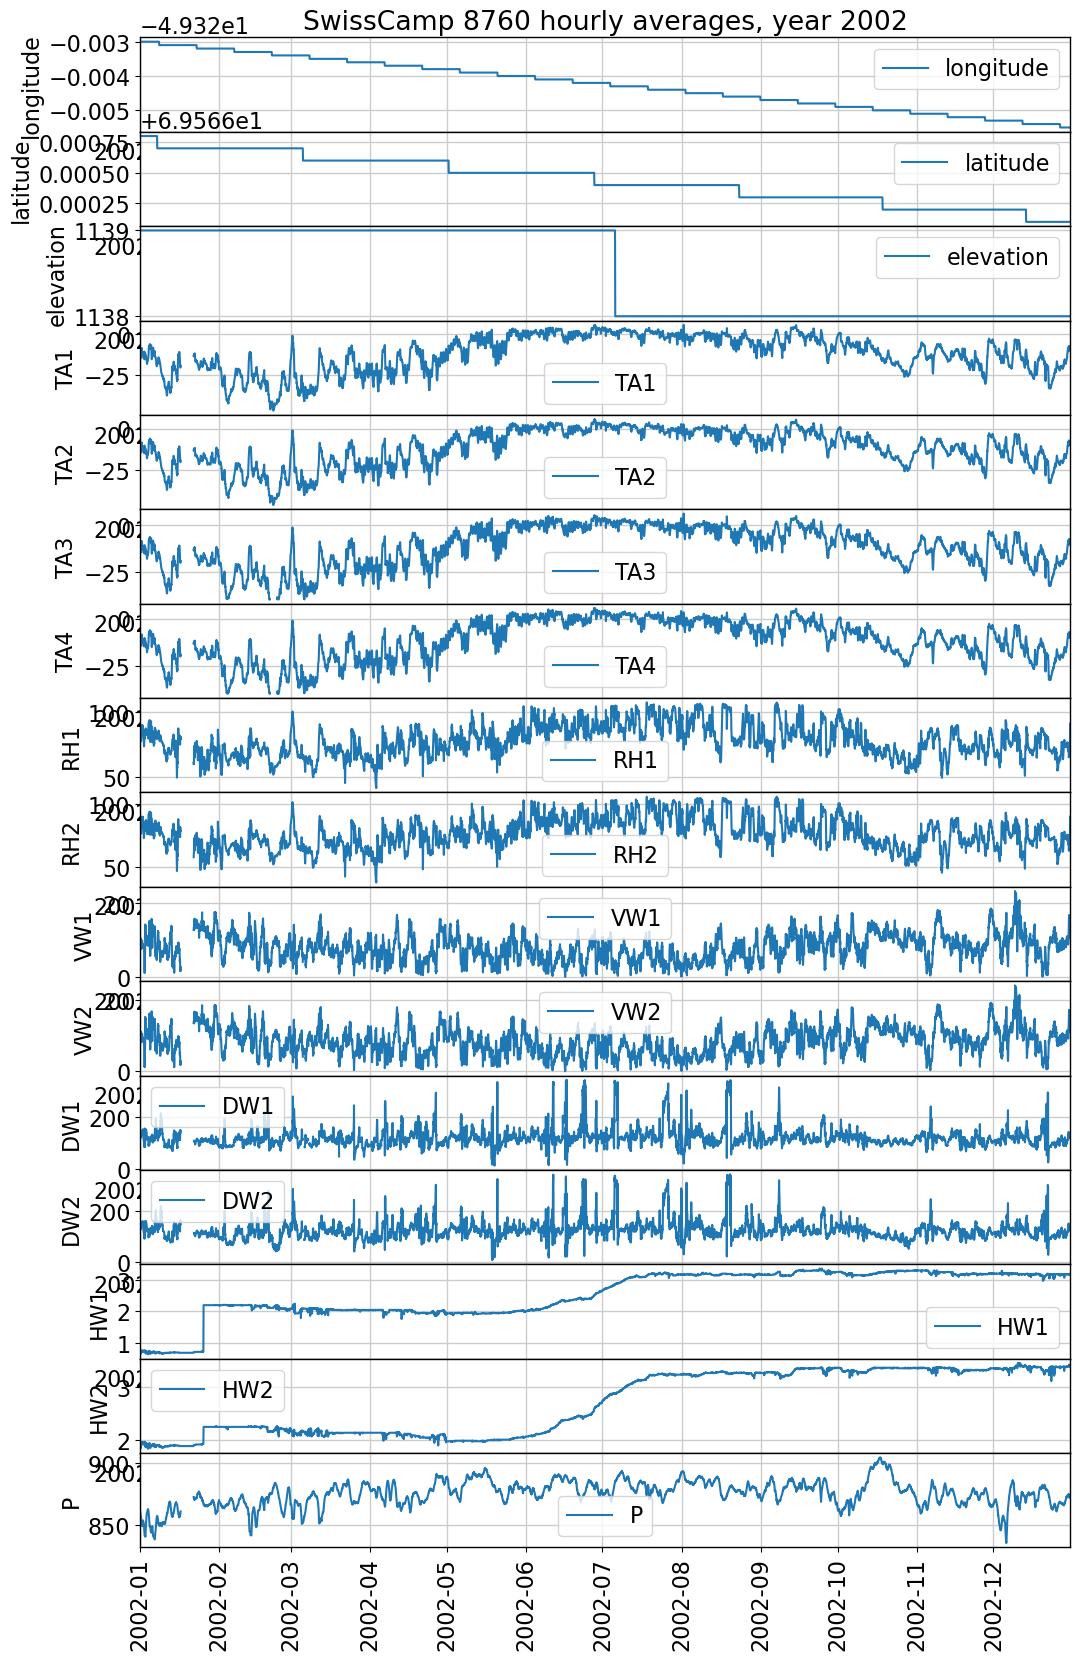 SwissCamp 8760 hourly averages, year 2002
−4.932e1
−0.003
−0.004
−0.005
longitude
longitude
+6.9566e1
0.00075
0.00050
0.00025
latitude
latitude
1139
1138
elevation
elevation
0
−25
TA1
TA1
0
−25
TA2
TA2
0
−25
TA3
TA3
0
−25
TA4
TA4
100
50
RH1
RH1
100
50
RH2
RH2
20
0
VW1
VW1
20
0
VW2
VW2
200
0
DW1
DW1
200
0
DW2
DW2
3
2
1
HW1
HW1
3
2
HW2
HW2
900
850
P
P
2002-01
2002-02
2002-03
2002-04
2002-05
2002-06
2002-07
2002-08
2002-09
2002-10
2002-11
2002-12